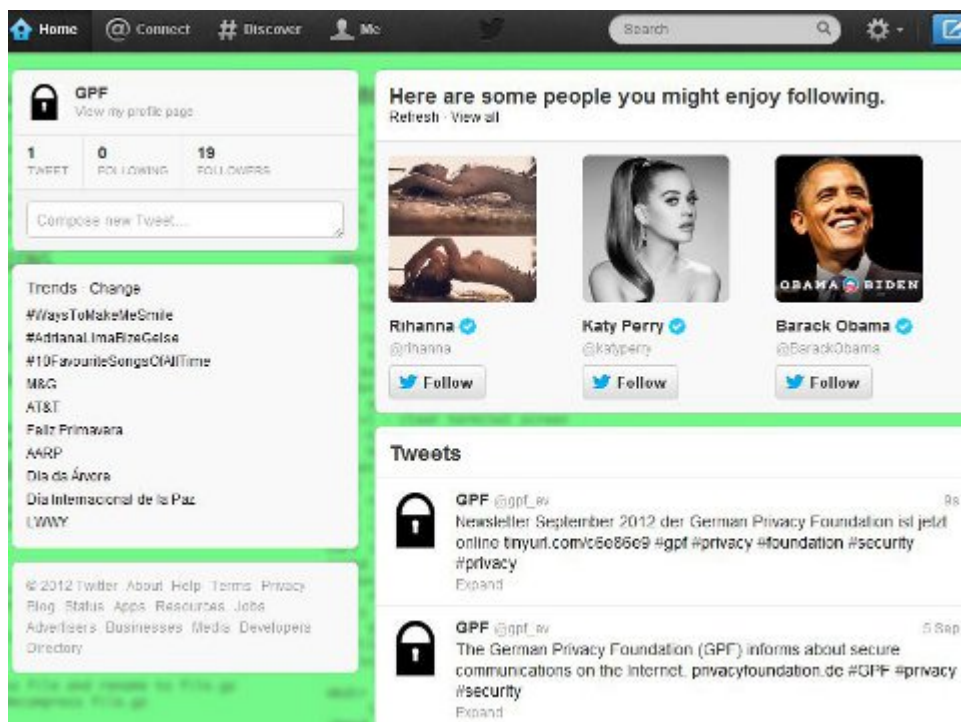 Home @ Connect # Discover Me Search
GPF
View my profile page
1 0 19
TWEET FOLLOWING FOLLOWERS
Compose new Tweet...
Trends · Change
#WaysToMakeMeSmile
#AdrianaLimaBizeGelse
#10FavouriteSongsOfAllTime
M&G
AT&T
Feliz Primavera
AARP
Dia da Árvore
Día Internacional de la Paz
LWWY
© 2012 Twitter About Help Terms Privacy
Blog Status Apps Resources Jobs
Advertisers Businesses Media Developers
Directory
Here are some people you might enjoy following.
Refresh · View all
OBAMA BIDEN
Rihanna Katy Perry Barack Obama
@rihanna @katyperry @BarackObama
Follow Follow Follow
Tweets
GPF @gpf_ev 9s
Newsletter September 2012 der German Privacy Foundation ist jetzt
online tinyurl.com/c6e86e9 #gpf #privacy #foundation #security
#privacy
Expand
GPF @gpf_ev 5 Sep
The German Privacy Foundation (GPF) informs about secure
communications on the Internet. privacyfoundation.de #GPF #privacy
#security
Expand